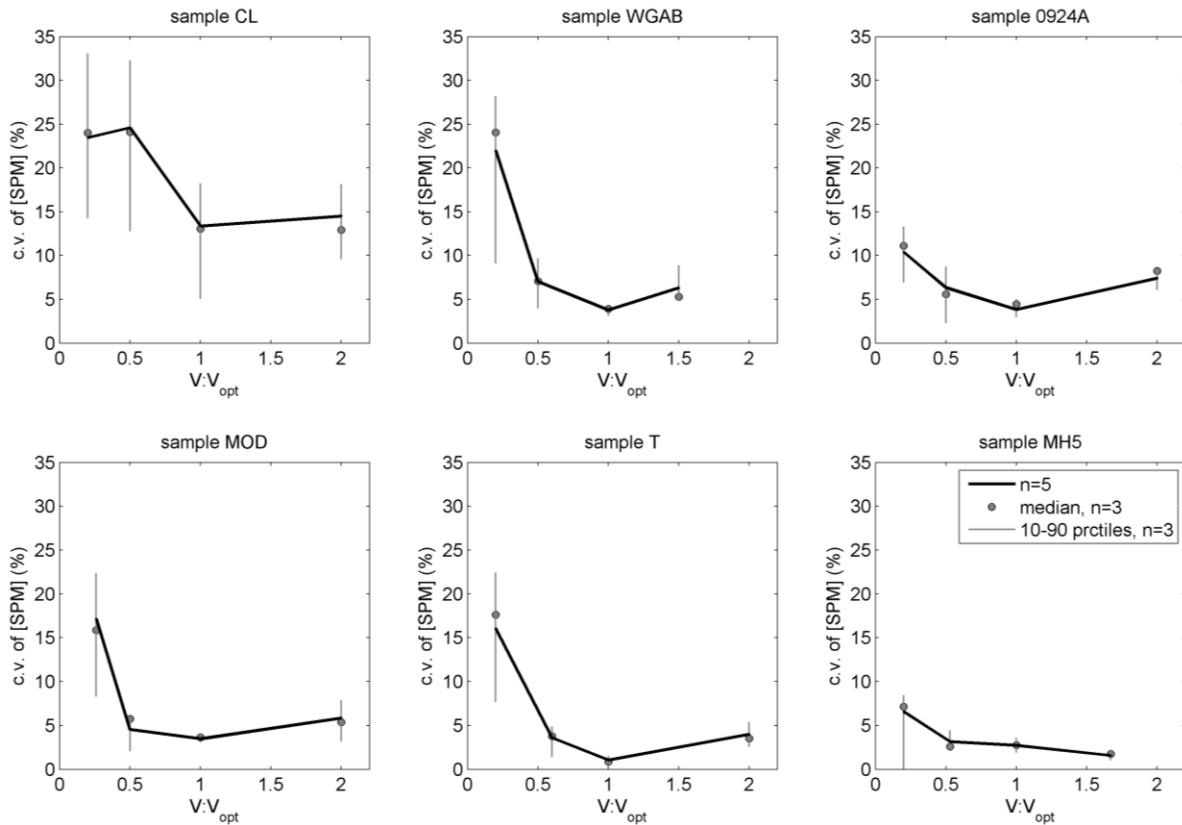 sample CL
35
30
25
20
15
10
5
0
c.v. of [SPM] (%)
0 0.5 1 1.5 2
V:Vopt
sample WGAB
35
30
25
20
15
10
5
0
c.v. of [SPM] (%)
0 0.5 1 1.5 2
V:Vopt
sample 0924A
35
30
25
20
15
10
5
0
c.v. of [SPM] (%)
0 0.5 1 1.5 2
V:Vopt
sample MOD
35
30
25
20
15
10
5
0
c.v. of [SPM] (%)
0 0.5 1 1.5 2
V:Vopt
sample T
35
30
25
20
15
10
5
0
c.v. of [SPM] (%)
0 0.5 1 1.5 2
V:Vopt
sample MH5
35
30
25
20
15
10
5
0
c.v. of [SPM] (%)
n=5
median, n=3
10-90 prctiles, n=3
0 0.5 1 1.5 2
V:Vopt